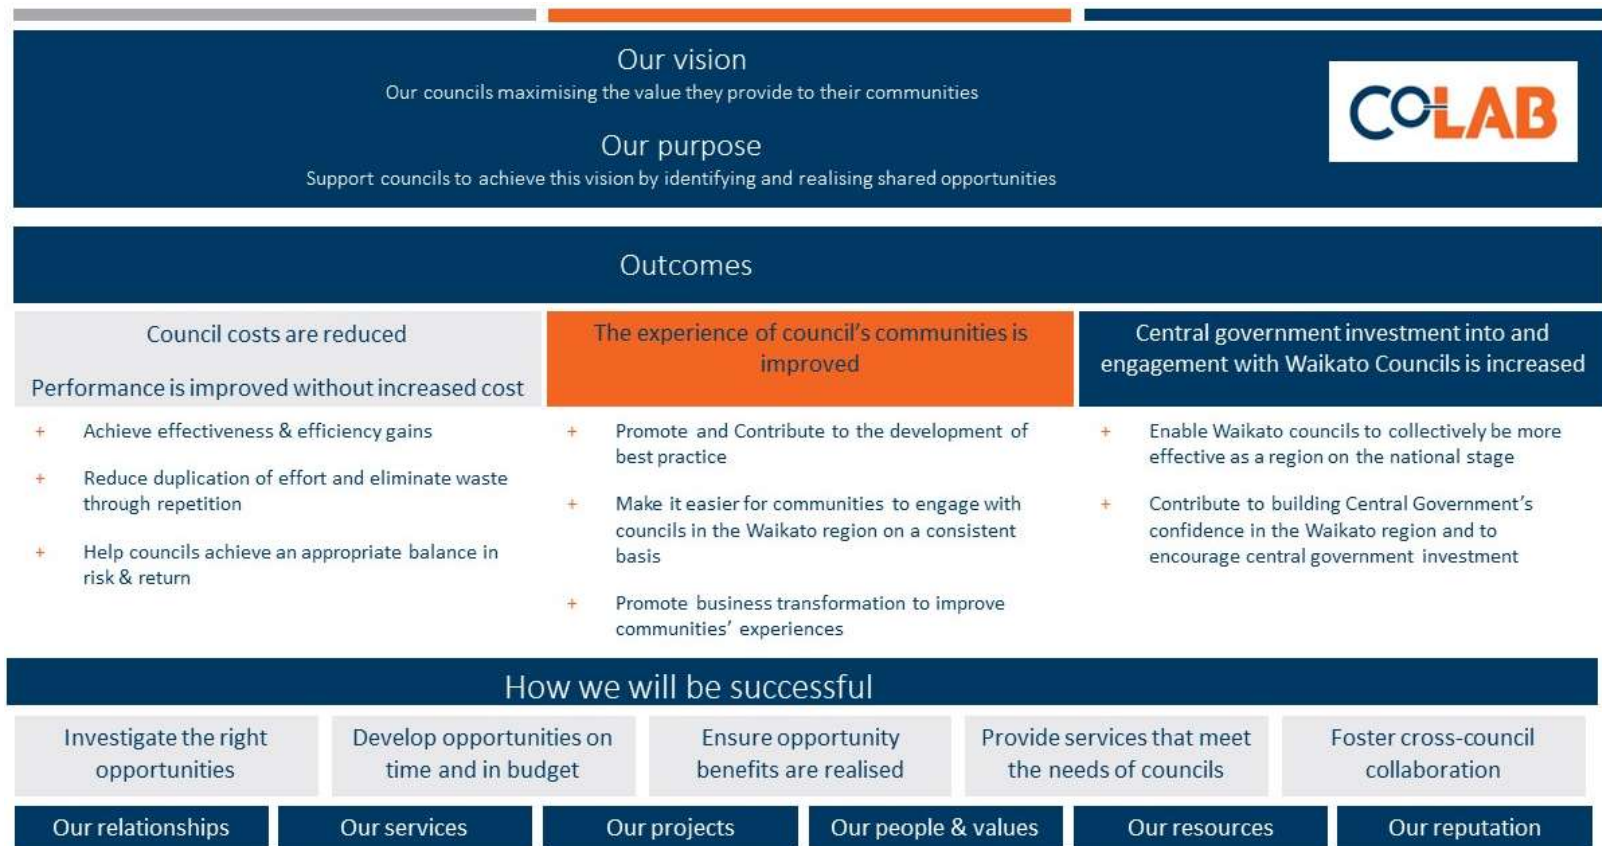 Our vision
Our councils maximising the value they provide to their communities
Our purpose
Support councils to achieve this vision by identifying and realising shared opportunities
COLAB
Outcomes
Council costs are reduced
Performance is improved without increased cost
+ Achieve effectiveness & efficiency gains
+ Reduce duplication of effort and eliminate waste
through repetition
+ Help councils achieve an appropriate balance in
risk & return
The experience of council's communities is
improved
+ Promote and Contribute to the development of
best practice
+ Make it easier for communities to engage with
councils in the Waikato region on a consistent
basis
+ Promote business transformation to improve
communities' experiences
Central government investment into and
engagement with Waikato Councils is increased
+ Enable Waikato councils to collectively be more
effective as a region on the national stage
+ Contribute to building Central Government's
confidence in the Waikato region and to
encourage central government investment
How we will be successful
Investigate the right
opportunities
Develop opportunities on
time and in budget
Ensure opportunity
benefits are realised
Provide services that meet
the needs of councils
Foster cross-council
collaboration
Our relationships
Our services
Our projects
Our people & values
Our resources
Our reputation